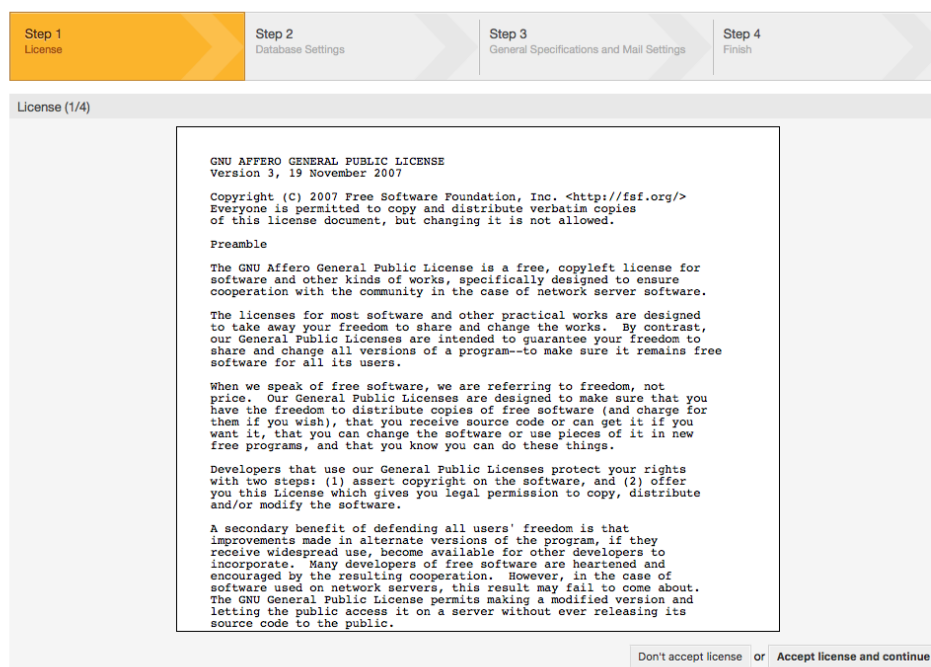 Step 1
License
Step 2
Database Settings
Step 3
General Specifications and Mail Settings
Step 4
Finish
License (1/4)
GNU AFFERO GENERAL PUBLIC LICENSE
Version 3, 19 November 2007
Copyright (C) 2007 Free Software Foundation, Inc. <http://fsf.org/>
Everyone is permitted to copy and distribute verbatim copies
of this license document, but changing it is not allowed.
Preamble
The GNU Affero General Public License is a free, copyleft license for
software and other kinds of works, specifically designed to ensure
cooperation with the community in the case of network server software.
The licenses for most software and other practical works are designed
to take away your freedom to share and change the works.  By contrast,
our General Public Licenses are intended to guarantee your freedom to
share and change all versions of a program--to make sure it remains free
software for all its users.
When we speak of free software, we are referring to freedom, not
price.  Our General Public Licenses are designed to make sure that you
have the freedom to distribute copies of free software (and charge for
them if you wish), that you receive source code or can get it if you
want it, that you can change the software or use pieces of it in new
free programs, and that you know you can do these things.
Developers that use our General Public Licenses protect your rights
with two steps: (1) assert copyright on the software, and (2) offer
you this License which gives you legal permission to copy, distribute
and/or modify the software.
A secondary benefit of defending all users' freedom is that
improvements made in alternate versions of the program, if they
receive widespread use, become available for other developers to
incorporate.  Many developers of free software are heartened and
encouraged by the resulting cooperation.  However, in the case of
software used on network servers, this result may fail to come about.
The GNU General Public License permits making a modified version and
letting the public access it on a server without ever releasing its
source code to the public.
Don't accept license or Accept license and continue